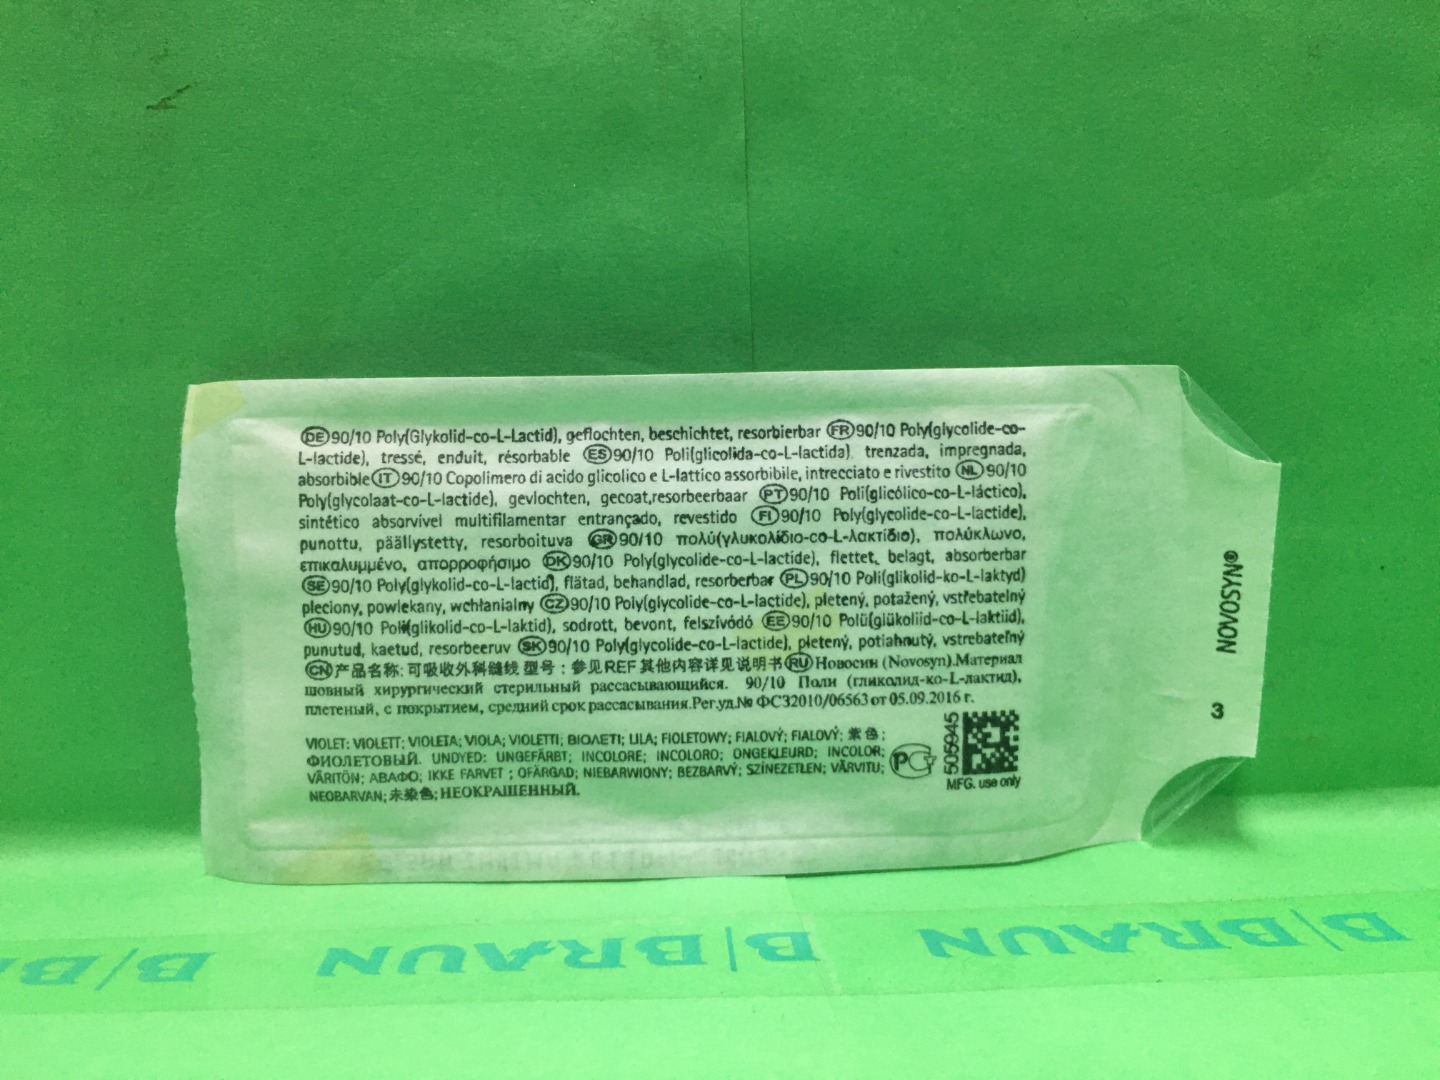 DE 90/10 Poly(Glykolid-co-L-Lactid), geflochten, beschichtet, resorbierbar FR 90/10 Poly(glycolide-co-
L-lactide), tressé, enduit, résorbable ES 90/10 Poli(glicolida-co-L-lactida) trenzada, impregnada,
absorbible IT 90/10 Copolimero di acido glicolico e L-lattico assorbibile, intrecciato e rivestito NL 90/10
Poly(glycolaat-co-L-lactide), gevlochten, gecoat,resorbeerbaar PT 90/10 Poli(glicólico-co-L-láctico),
sintético absorvível multifilamentar entrançado, revestido FI 90/10 Poly(glycolide-co-L-lactide),
punottu, päällystetty, resorboituva GR 90/10 πολύ(γλυκολίδιο-co-L-λακτίδιο), πολύκλωνο,
επικαλυμμένο, απορροφήσιμο DK 90/10 Poly(glycolide-co-L-lactide), flettet, belagt, absorberbar
SE 90/10 Poly(glykolid-co-L-lactid), flätad, behandlad, resorberbar PL 90/10 Poli(glikolid-ko-L-laktyd)
pleciony, powlekany, wchłanialny CZ 90/10 Poly(glycolide-co-L-lactide), pletený, potažený, vstřebatelný
HU 90/10 Poli(glikolid-co-L-laktid), sodrott, bevont, felszívódó EE 90/10 Polü(glükoliid-co-L-laktiid),
punutud, kaetud, resorbeeruv SK 90/10 Poly(glycolide-co-L-lactide), pletený, potiahnutý, vstrebateľný
CN 产品名称: 可吸收外科缝线 型号: 参见REF 其他内容详见说明书 RU Новосин (Novosyn).Материал
шовный хирургический стерильный рассасывающийся. 90/10 Поли (гликолид-ко-L-лактид),
плетеный, с покрытием, средний срок рассасывания.Рег.уд.№ ФСЗ2010/06563 от 05.09.2016 г.
VIOLET: VIOLETT; VIOLETA; VIOLA; VIOLETTI; ΒΙΟΛΕΤΙ; LILA; FIOLETOWY; FIALOVÝ; FIALOVÝ; 紫色;
ФИОЛЕТОВЫЙ. UNDYED: UNGEFÄRBT; INCOLORE; INCOLORO; ONGEKLEURD; INCOLOR;
VÄRITÖN; ΑΒΑΦΟ; IKKE FARVET ; OFÄRGAD; NIEBARWIONY; BEZBARVÝ; SZÍNEZETLEN; VÄRVITU;
NEOBARVAN; 未染色; НЕОКРАШЕННЫЙ.
505945
MFG. use only
NOVOSYN®
3
B|BRAUN
B|BRAUN